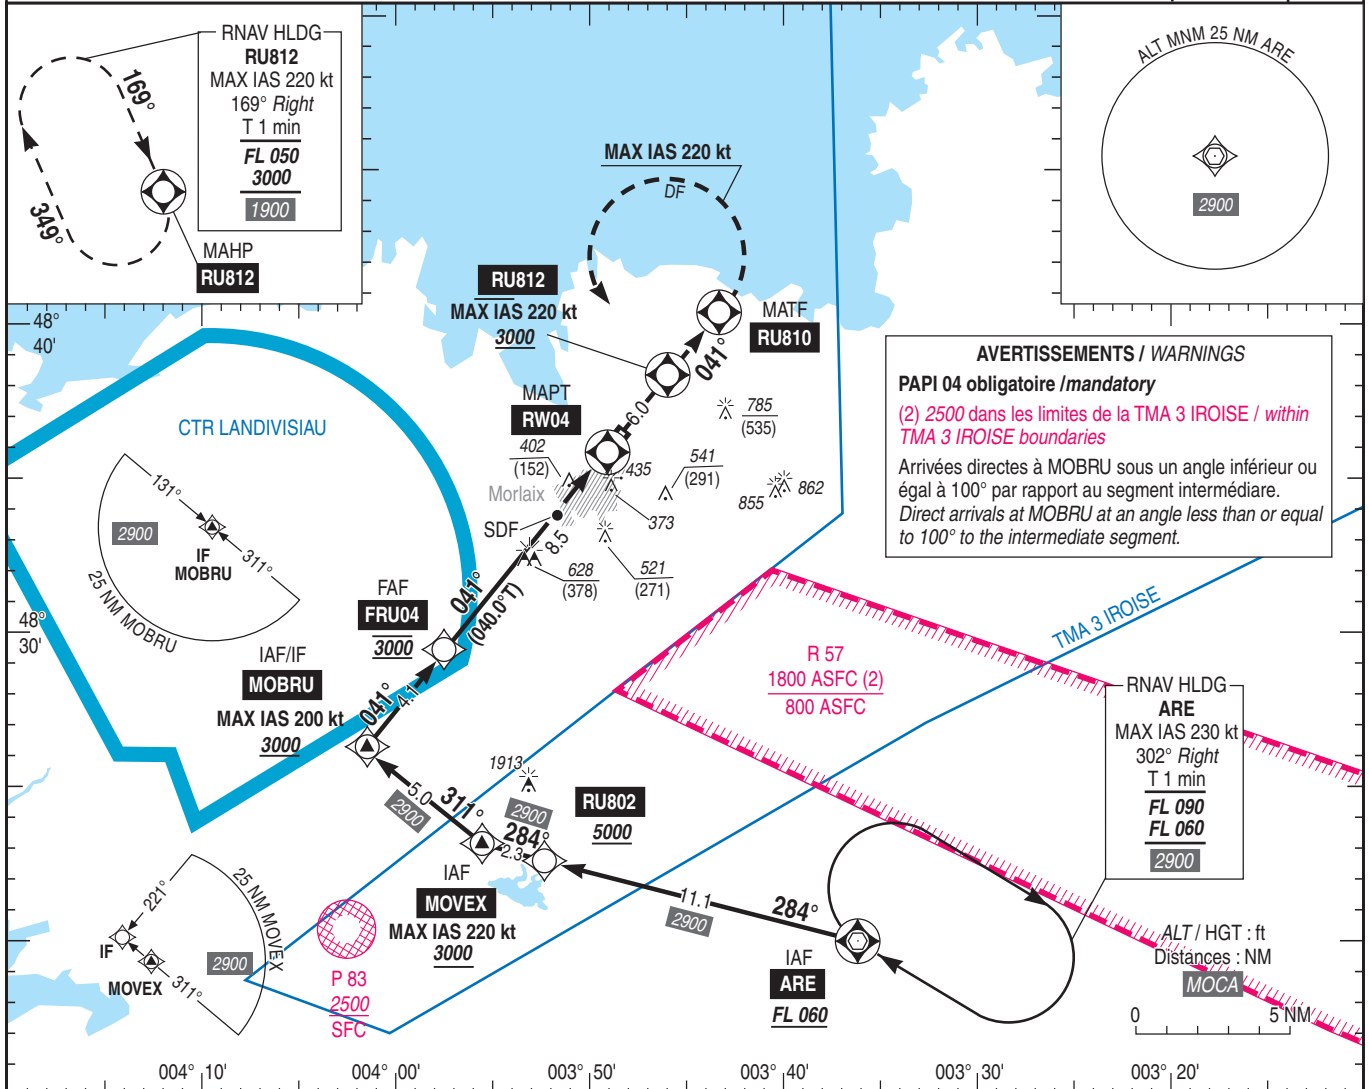 RNAV HLDG
RU812
MAX IAS 220 kt
169° Right
T 1 min
FL 050
3000
1900
169°
349°
MAHP
RU812
ALT MNM 25 NM ARE
2900
MAX IAS 220 kt
DF
RU812
MAX IAS 220 kt
3000
MATF
RU810
041°
6.0
MAPT
RW04
402
(152)
435
785
(535)
541
(291)
855
862
373
Morlaix
SDF
8.5
628
(378)
521
(271)
48°
40'
48°
30'
CTR LANDIVISIAU
131°
2900
IF
MOBRU
311°
25 NM MOBRU
FAF
FRU04
3000
041°
(040.0°T)
IAF/IF
MOBRU
MAX IAS 200 kt
3000
041°
4.1
AVERTISSEMENTS / WARNINGS
PAPI 04 obligatoire /mandatory
(2) 2500 dans les limites de la TMA 3 IROISE / within
TMA 3 IROISE boundaries
Arrivées directes à MOBRU sous un angle inférieur ou
égal à 100° par rapport au segment intermédiare.
Direct arrivals at MOBRU at an angle less than or equal
to 100° to the intermediate segment.
TMA 3 IROISE
R 57
1800 ASFC (2)
800 ASFC
RNAV HLDG
ARE
MAX IAS 230 kt
302° Right
T 1 min
FL 090
FL 060
2900
1913
5.0
311°
2900
2900
284°
2.3
RU802
5000
IAF
MOVEX
MAX IAS 220 kt
3000
11.1
2900
284°
IAF
ARE
FL 060
221°
25 NM MOVEX
2900
IF
MOVEX
311°
P 83
2500
SFC
ALT / HGT : ft
Distances : NM
MOCA
0 5 NM
004° 10' 004° 00' 003° 50' 003° 40' 003° 30' 003° 20'